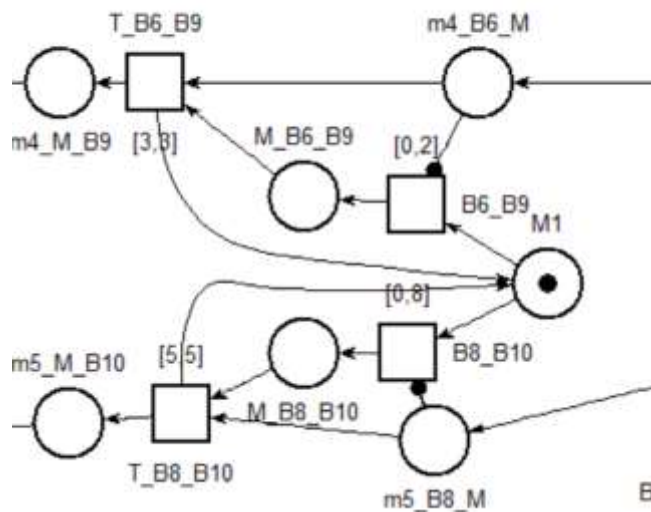 T_B6_B9
m4_B6_M
m4_M_B9
[3,3]
M_B6_B9
[0,2]
B6_B9
M1
[0,8]
m5_M_B10
[5,5]
B8_B10
M_B8_B10
T_B8_B10
m5_B8_M
B